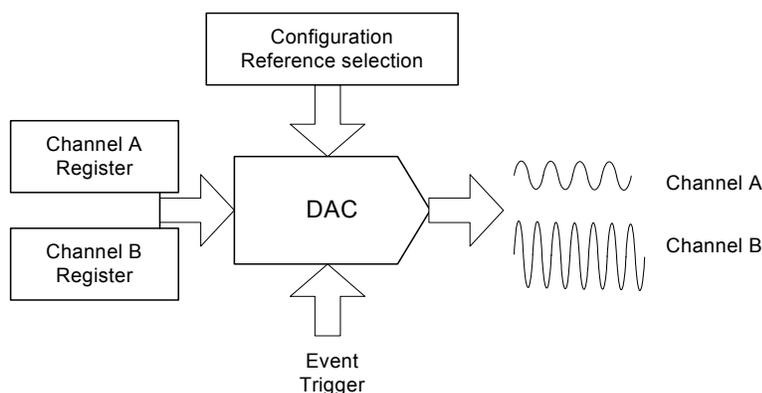 Configuration
Reference selection
Channel A
Register
DAC
Channel A
Channel B
Register
Channel B
Event
Trigger